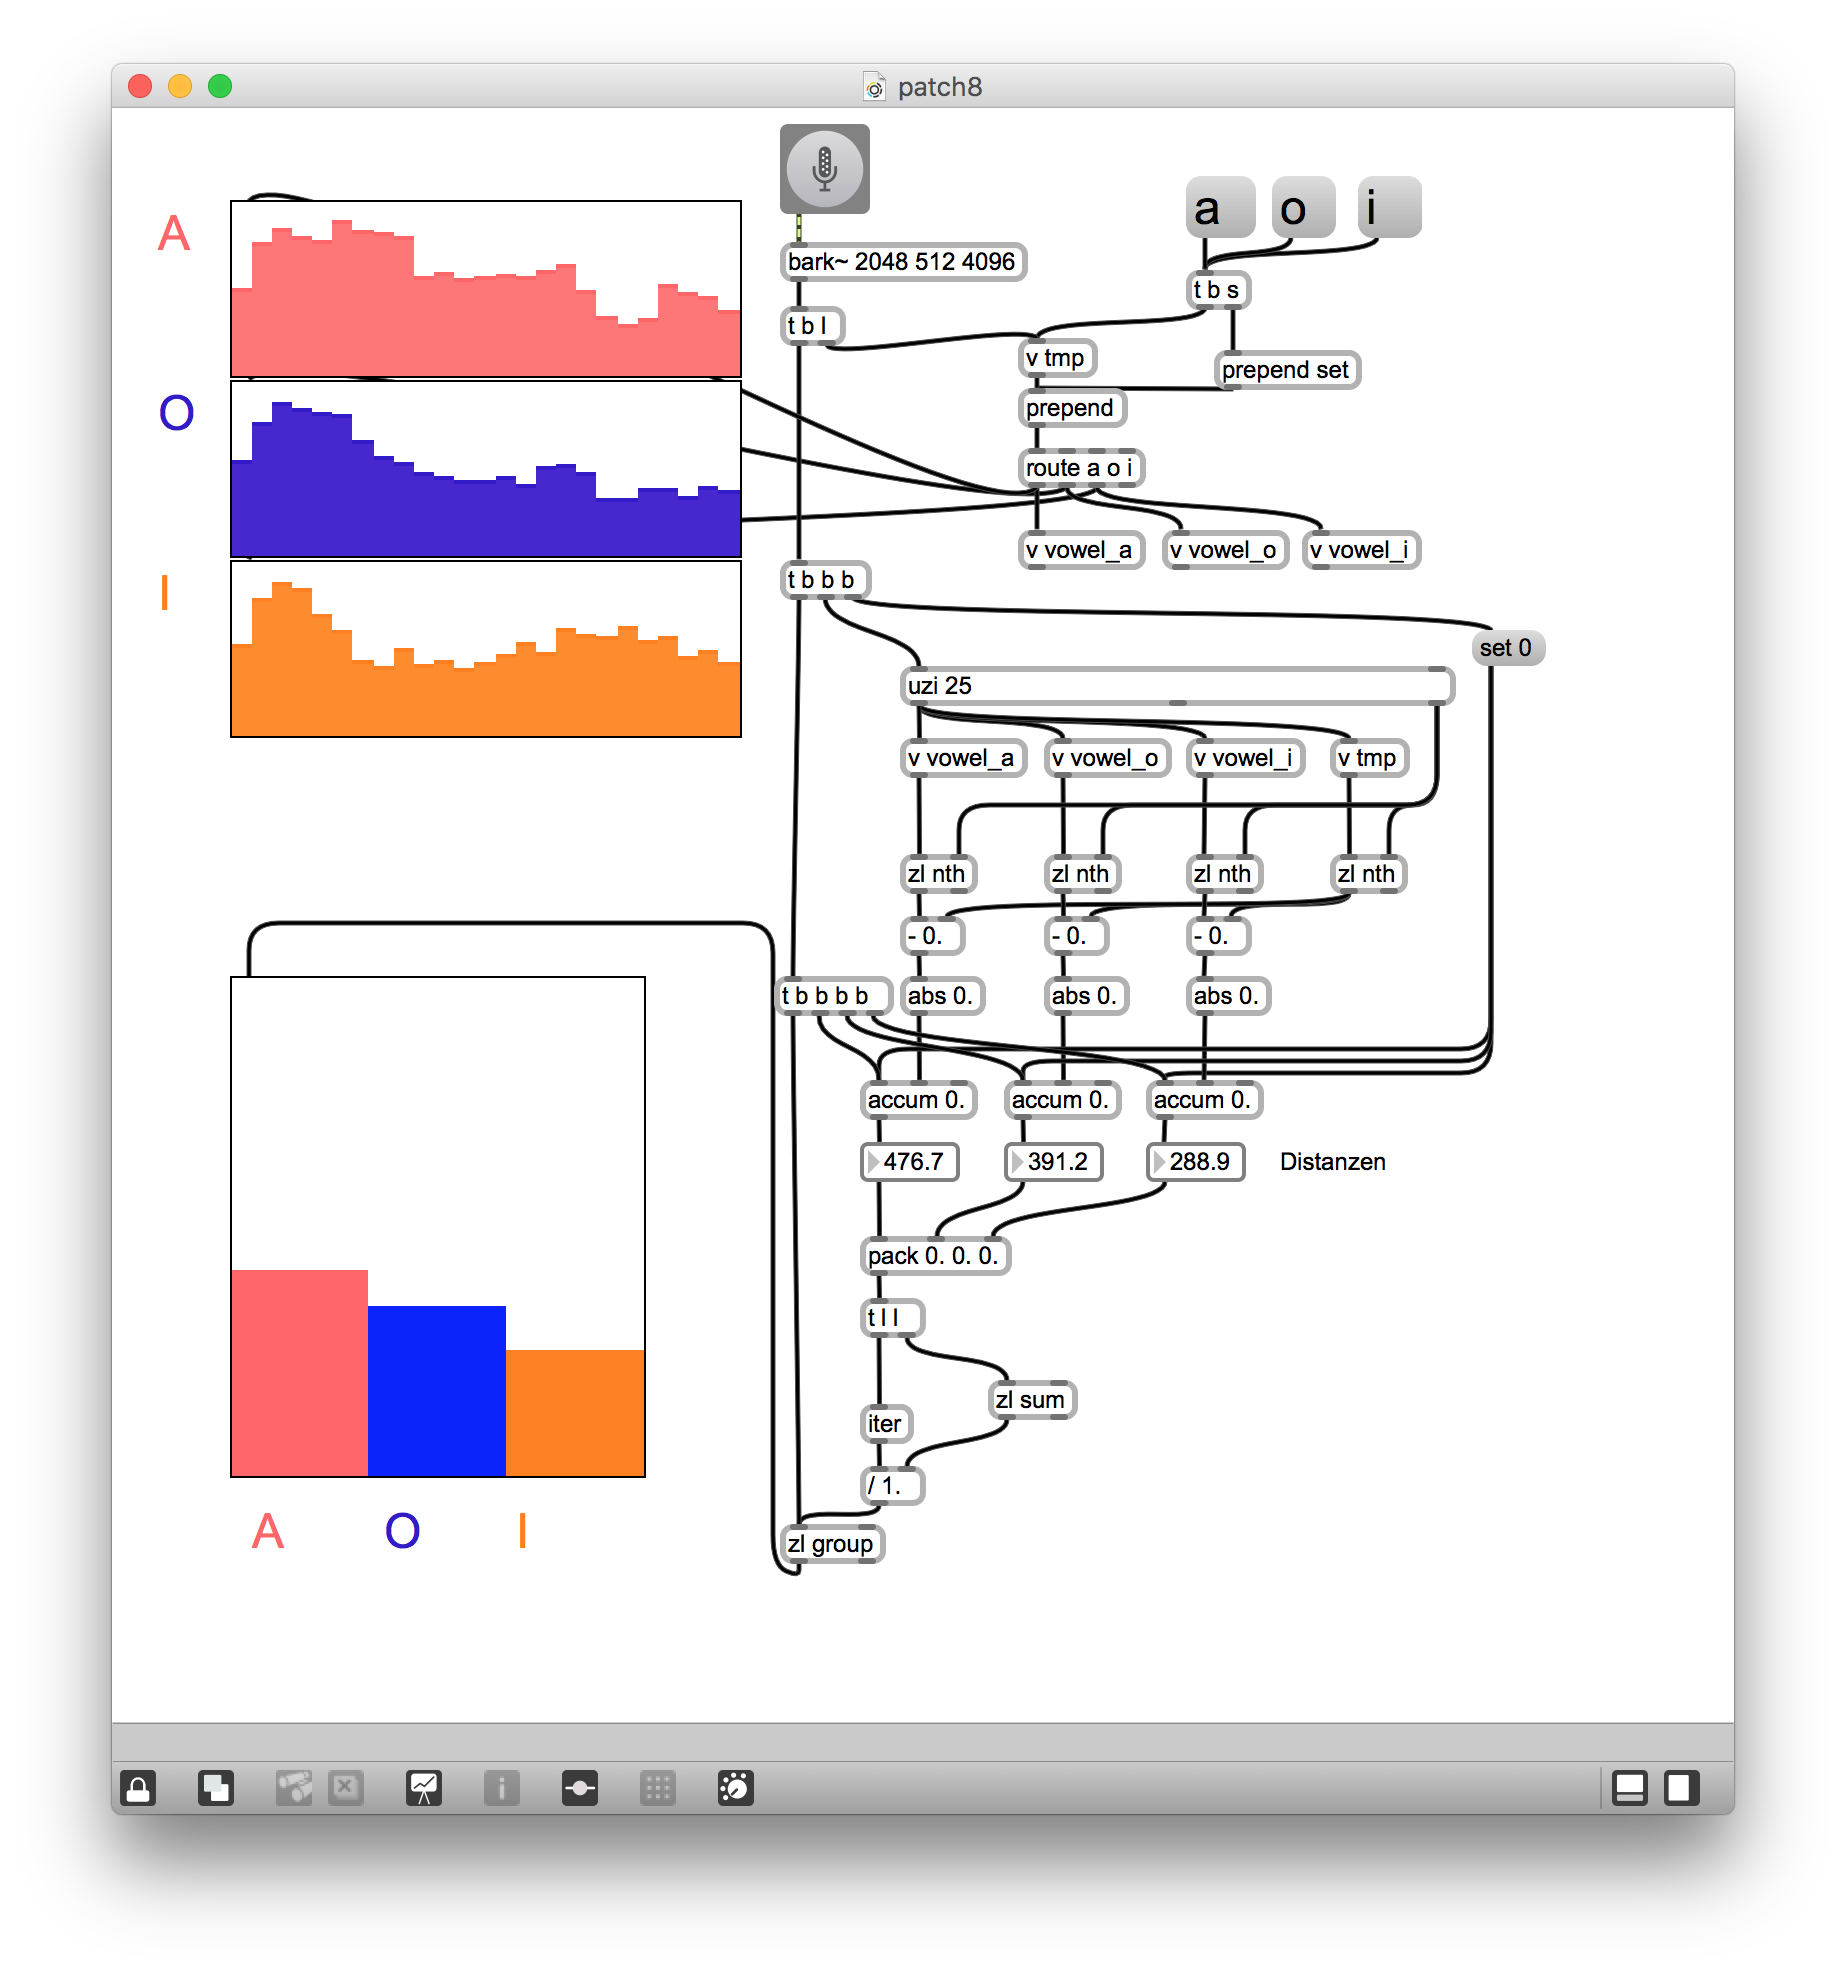 patch8
A
O
I
a
o
i
bark~ 2048 512 4096
t b s
t b l
v tmp
prepend set
prepend
route a o i
v vowel_a
v vowel_o
v vowel_i
t b b b
set 0
uzi 25
v vowel_a
v vowel_o
v vowel_i
v tmp
zl nth
zl nth
zl nth
zl nth
- 0.
- 0.
- 0.
t b b b b
abs 0.
abs 0.
abs 0.
accum 0.
accum 0.
accum 0.
476.7
391.2
288.9
Distanzen
pack 0. 0. 0.
t l l
zl sum
iter
/ 1.
zl group
A
O
I